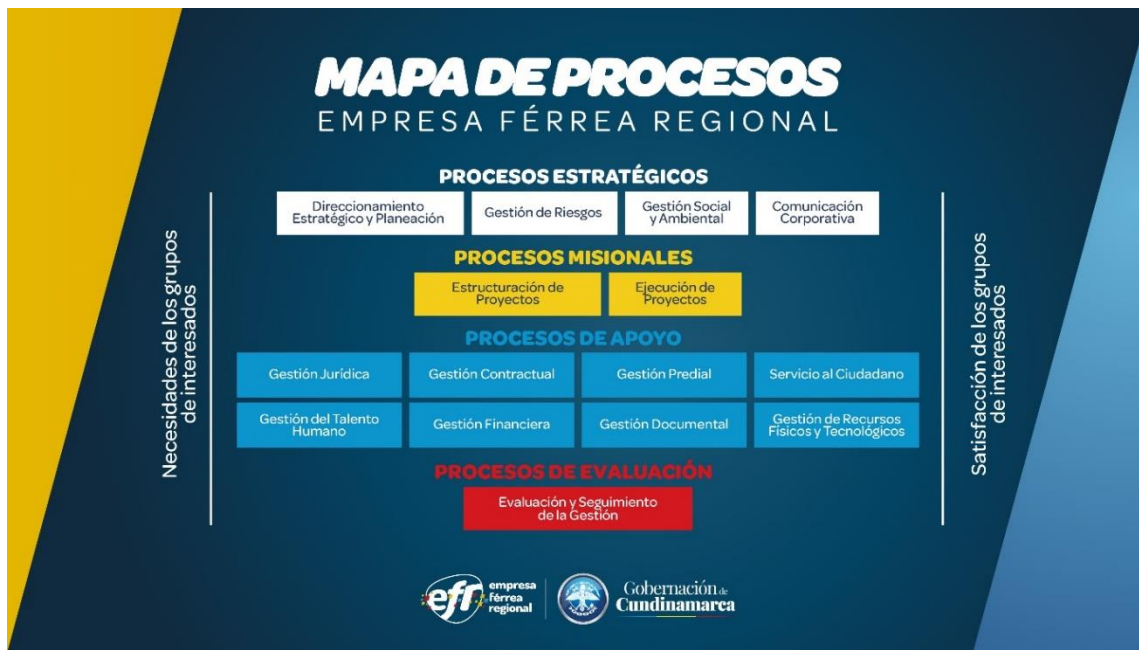 MAPA DE PROCESOS
EMPRESA FÉRREA REGIONAL
PROCESOS ESTRATÉGICOS
Direccionamiento
Estratégico y Planeación
Gestión de Riesgos
Gestión Social
y Ambiental
Comunicación
Corporativa
PROCESOS MISIONALES
Estructuración de
Proyectos
Ejecución de
Proyectos
PROCESOS DE APOYO
Gestión Jurídica
Gestión Contractual
Gestión Predial
Servicio al Ciudadano
Gestión del Talento
Humano
Gestión Financiera
Gestión Documental
Gestión de Recursos
Físicos y Tecnológicos
PROCESOS DE EVALUACIÓN
Evaluación y Seguimiento
de la Gestión
Necesidades de los grupos
de interesados
Satisfacción de los grupos
de interesados
efr
empresa
férrea
regional
Gobernación de
Cundinamarca